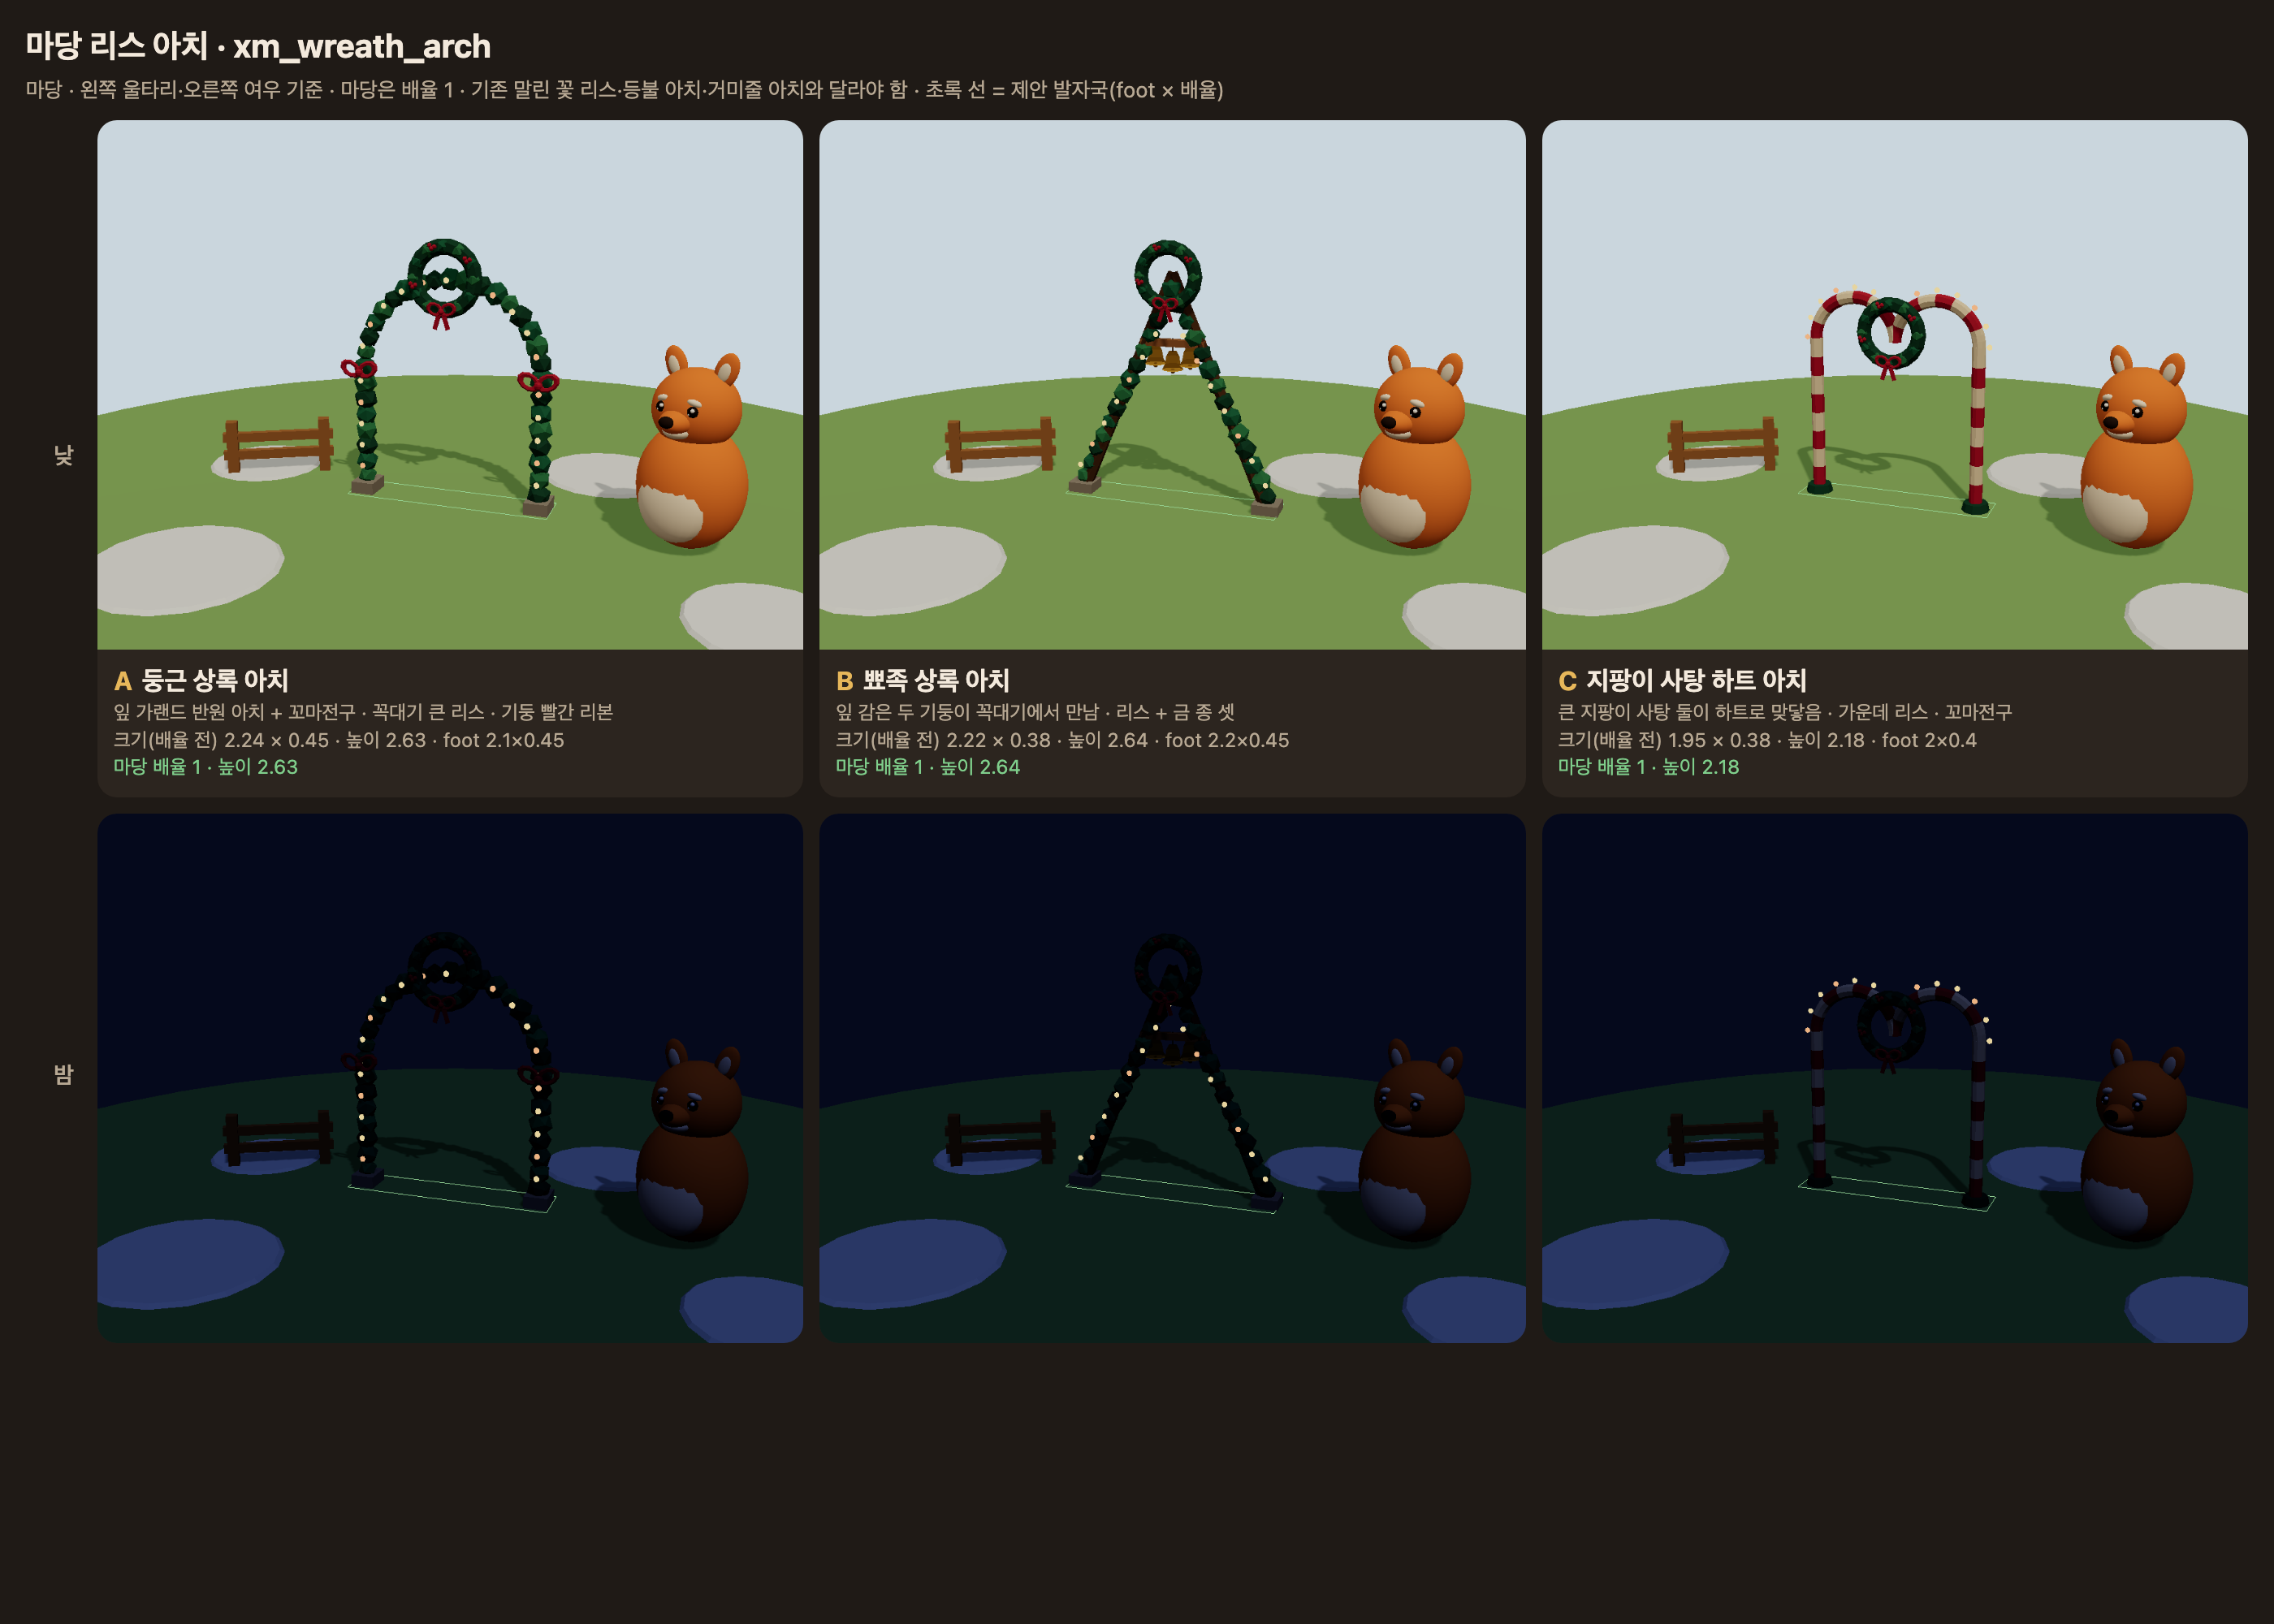 마당 리스 아치 · xm_wreath_arch
마당 · 왼쪽 울타리·오른쪽 여우 기준 · 마당은 배율 1 · 기존 말린 꽃 리스·등불 아치·거미줄 아치와 달라야 함 · 초록 선 = 제안 발자국(foot × 배율)
낮
A 둥근 상록 아치
잎 가랜드 반원 아치 + 꼬마전구 · 꼭대기 큰 리스 · 기둥 빨간 리본
크기(배율 전) 2.24 × 0.45 · 높이 2.63 · foot 2.1×0.45
마당 배율 1 · 높이 2.63
B 뾰족 상록 아치
잎 감은 두 기둥이 꼭대기에서 만남 · 리스 + 금 종 셋
크기(배율 전) 2.22 × 0.38 · 높이 2.64 · foot 2.2×0.45
마당 배율 1 · 높이 2.64
C 지팡이 사탕 하트 아치
큰 지팡이 사탕 둘이 하트로 맞닿음 · 가운데 리스 · 꼬마전구
크기(배율 전) 1.95 × 0.38 · 높이 2.18 · foot 2×0.4
마당 배율 1 · 높이 2.18
밤